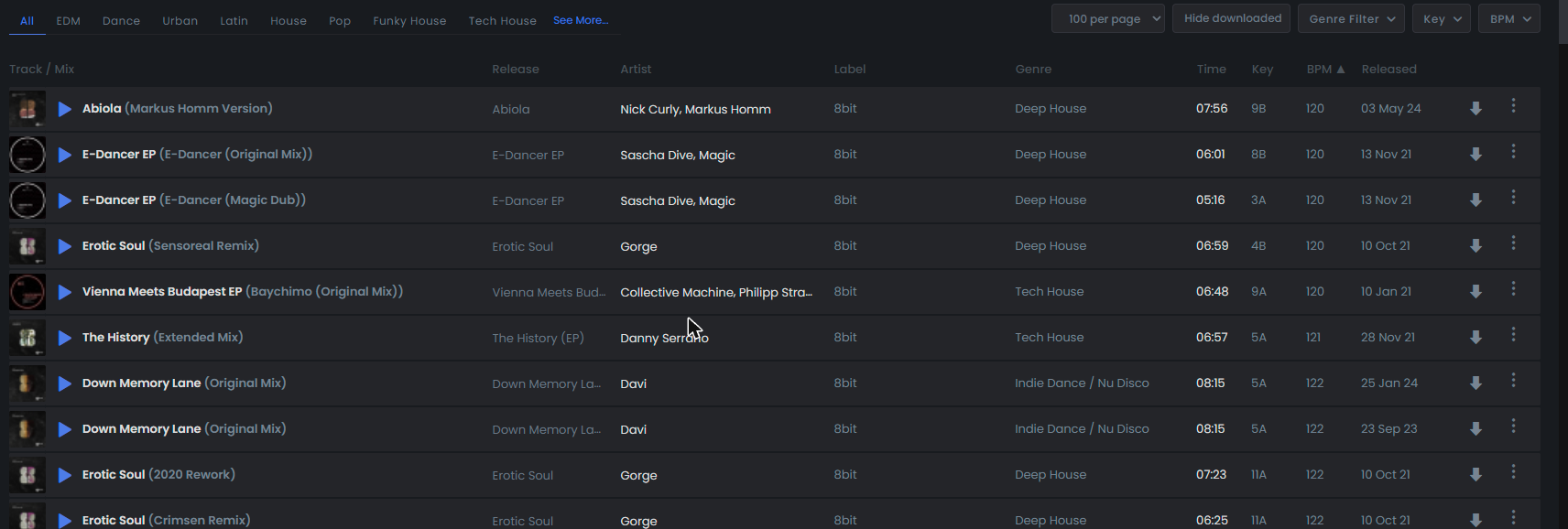 All EDM Dance Urban Latin House Pop Funky House Tech House See More... 100 per page Hide downloaded Genre Filter Key BPM
Track / Mix Release Artist Label Genre Time Key BPM ▲ Released
Abiola (Markus Homm Version) Abiola Nick Curly, Markus Homm 8bit Deep House 07:56 9B 120 03 May 24
E-Dancer EP (E-Dancer (Original Mix)) E-Dancer EP Sascha Dive, Magic 8bit Deep House 06:01 8B 120 13 Nov 21
E-Dancer EP (E-Dancer (Magic Dub)) E-Dancer EP Sascha Dive, Magic 8bit Deep House 05:16 3A 120 13 Nov 21
Erotic Soul (Sensoreal Remix) Erotic Soul Gorge 8bit Deep House 06:59 4B 120 10 Oct 21
Vienna Meets Budapest EP (Baychimo (Original Mix)) Vienna Meets Bud... Collective Machine, Philipp Stra... 8bit Tech House 06:48 9A 120 10 Jan 21
The History (Extended Mix) The History (EP) Danny Serrano 8bit Tech House 06:57 5A 121 28 Nov 21
Down Memory Lane (Original Mix) Down Memory La... Davi 8bit Indie Dance / Nu Disco 08:15 5A 122 25 Jan 24
Down Memory Lane (Original Mix) Down Memory La... Davi 8bit Indie Dance / Nu Disco 08:15 5A 122 23 Sep 23
Erotic Soul (2020 Rework) Erotic Soul Gorge 8bit Deep House 07:23 11A 122 10 Oct 21
Erotic Soul (Crimsen Remix) Erotic Soul Gorge 8bit Deep House 06:25 11A 122 10 Oct 21